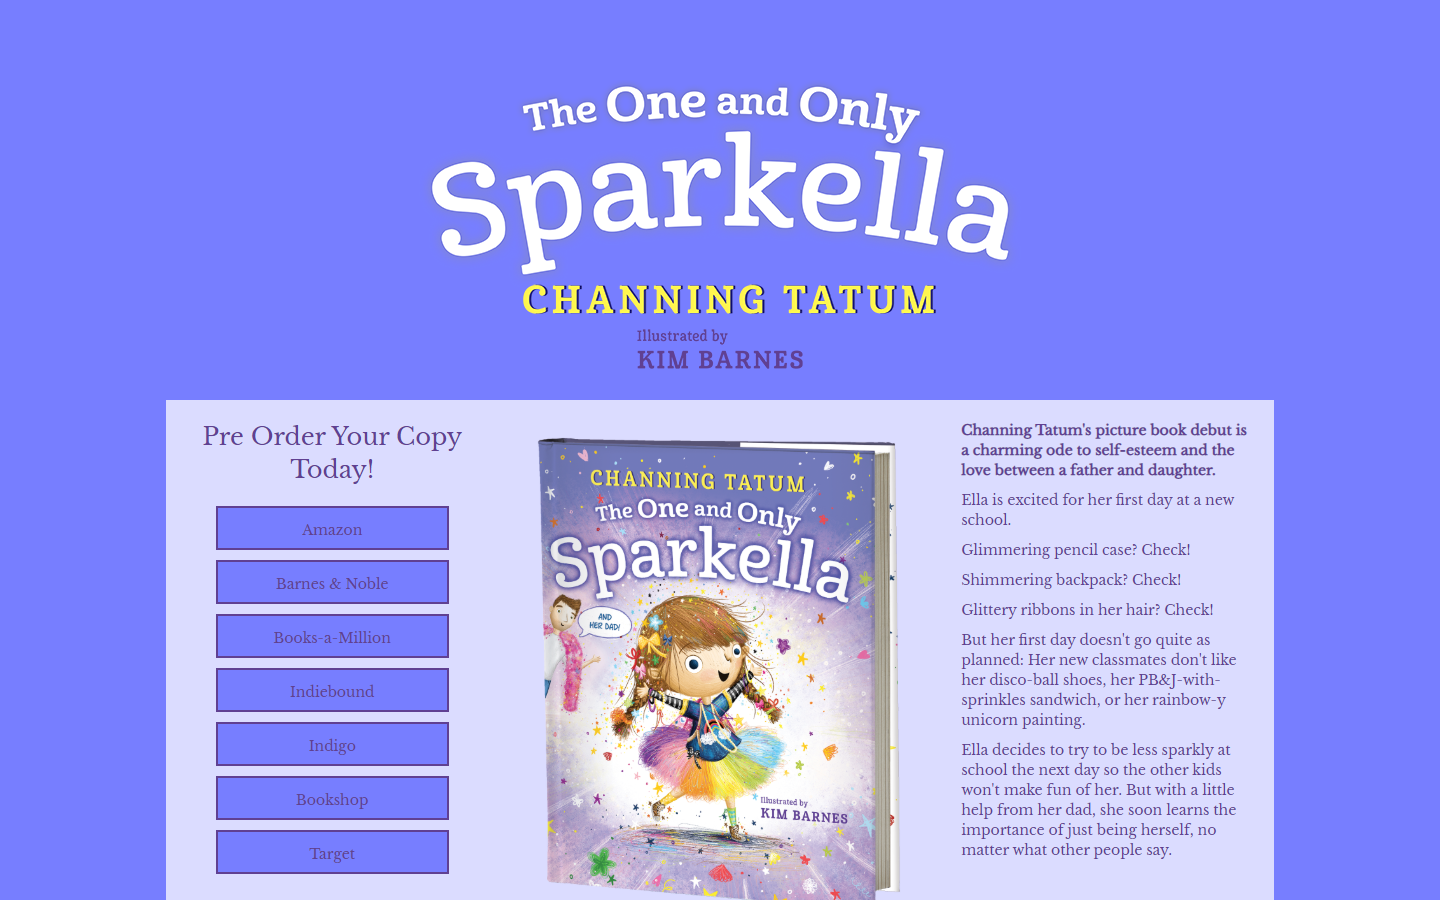 The One and Only
Sparkella
CHANNING TATUM
Illustrated by
KIM BARNES
Pre Order Your Copy
Today!
Amazon
Barnes & Noble
Books-a-Million
Indiebound
Indigo
Bookshop
Target
CHANNING TATUM
The One and Only
Sparkella
AND
HER DAD!
Illustrated by
KIM BARNES
Channing Tatum's picture book debut is
a charming ode to self-esteem and the
love between a father and daughter.
Ella is excited for her first day at a new
school.
Glimmering pencil case? Check!
Shimmering backpack? Check!
Glittery ribbons in her hair? Check!
But her first day doesn't go quite as
planned: Her new classmates don't like
her disco-ball shoes, her PB&J-with-
sprinkles sandwich, or her rainbow-y
unicorn painting.
Ella decides to try to be less sparkly at
school the next day so the other kids
won't make fun of her. But with a little
help from her dad, she soon learns the
importance of just being herself, no
matter what other people say.